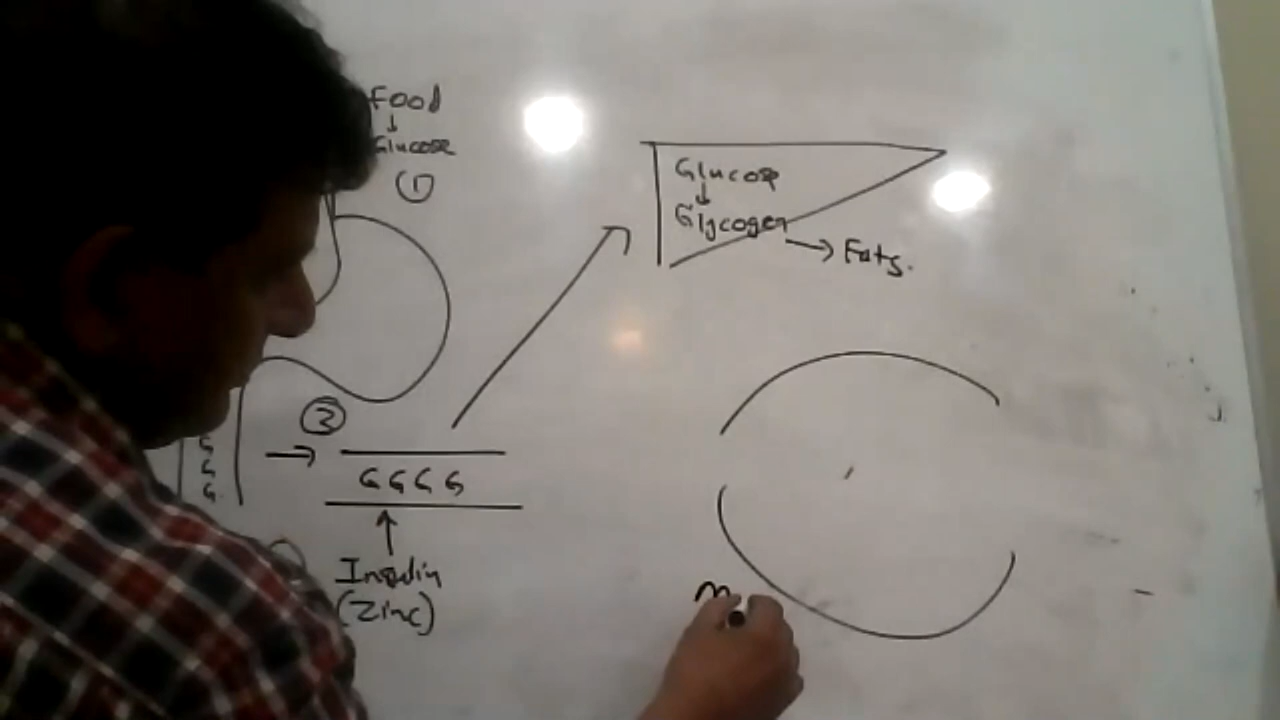 Food
↓
Glucose
①
Glucose
↓
Glycogen
→ Fats.
②
→
G
G
G
G G G G
↑
Insulin
(Zinc)
m